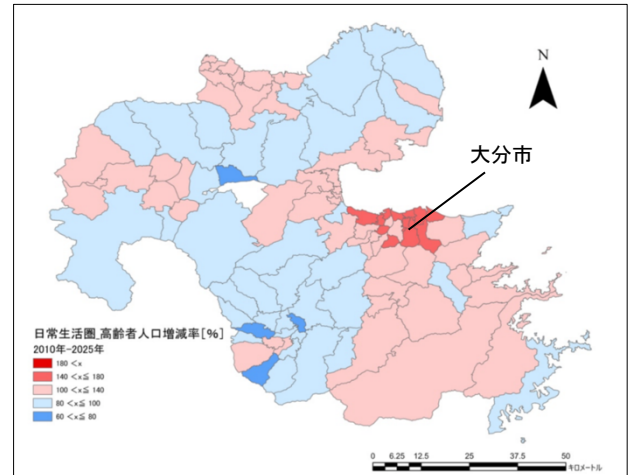 N
大分市
日常生活圏_高齢者人口増減率[%]
2010年-2025年
180 <x
140 <x≦ 180
100 <x≦ 140
80 <x≦ 100
60 <x≦ 80
0 6.25 12.5 25 37.5 50
キロメートル